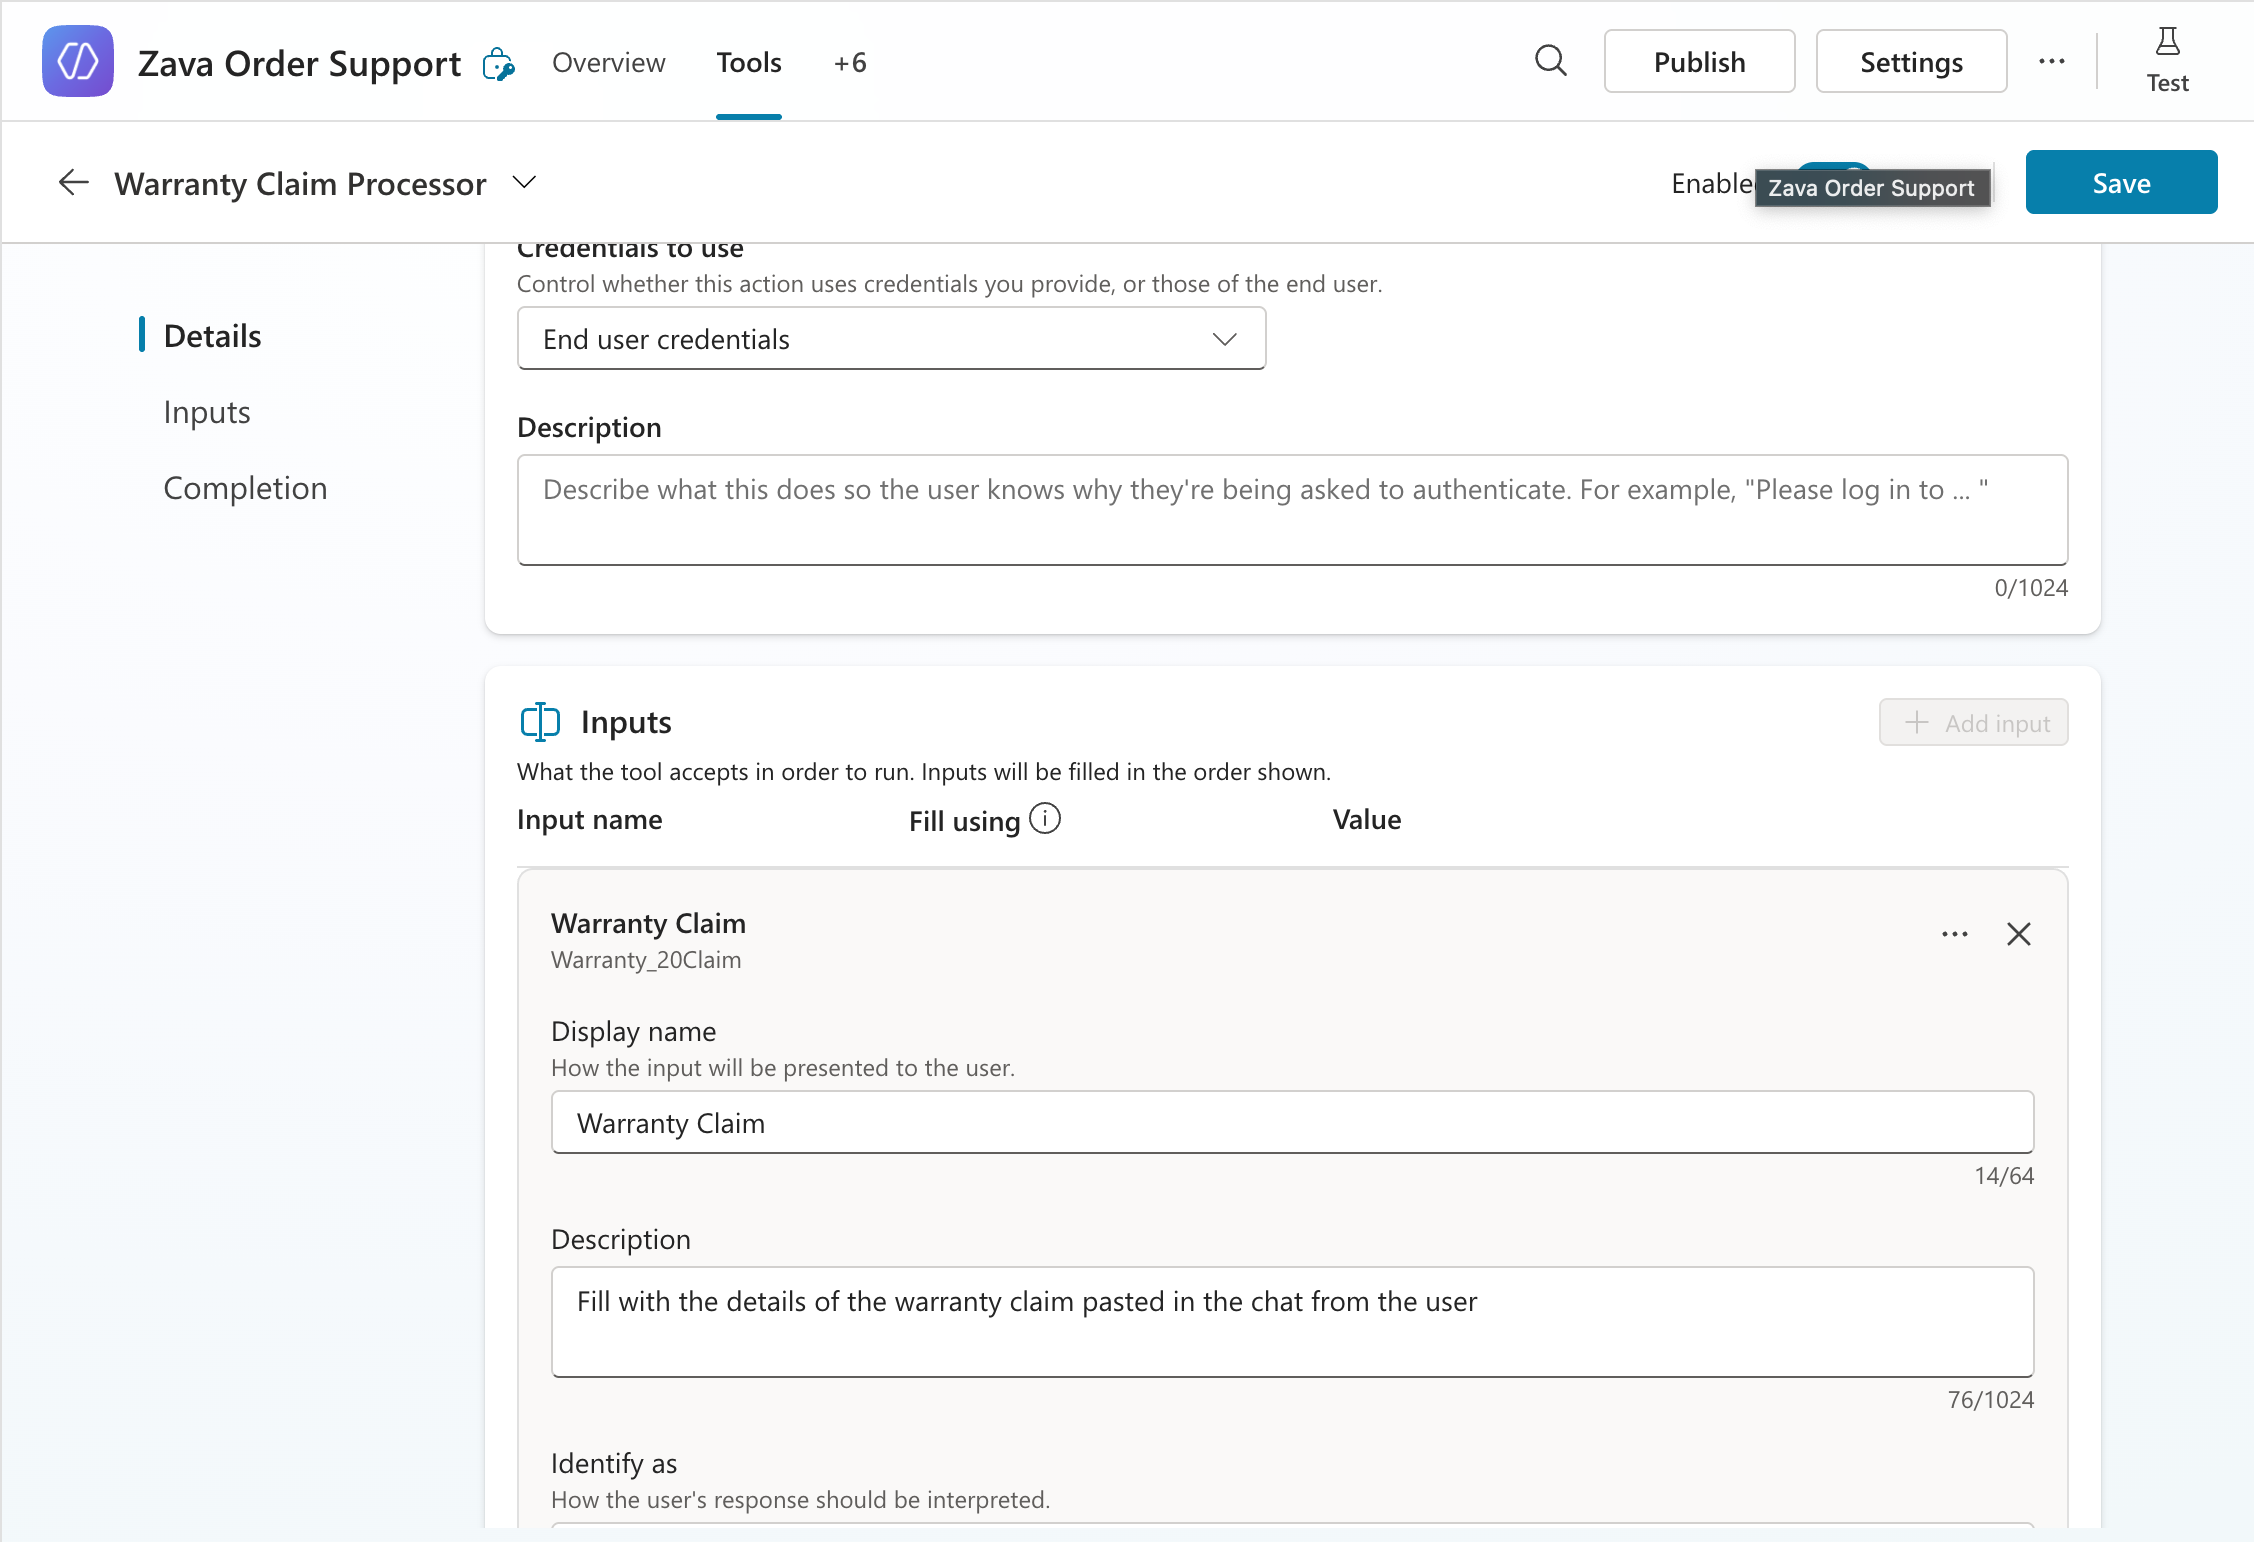 Zava Order Support
Overview
Tools
+6
Publish
Settings
Test
Warranty Claim Processor
Zava Order Support
Save
Credentials to use
Control whether this action uses credentials you provide, or those of the end user.
End user credentials
Details
Inputs
Completion
Description
Describe what this does so the user knows why they're being asked to authenticate. For example, "Please log in to ... "
0/1024
Inputs
Add input
What the tool accepts in order to run. Inputs will be filled in the order shown.
Input name
Fill using
Value
Warranty Claim
Warranty_20Claim
Display name
How the input will be presented to the user.
Warranty Claim
14/64
Description
Fill with the details of the warranty claim pasted in the chat from the user
76/1024
Identify as
How the user's response should be interpreted.